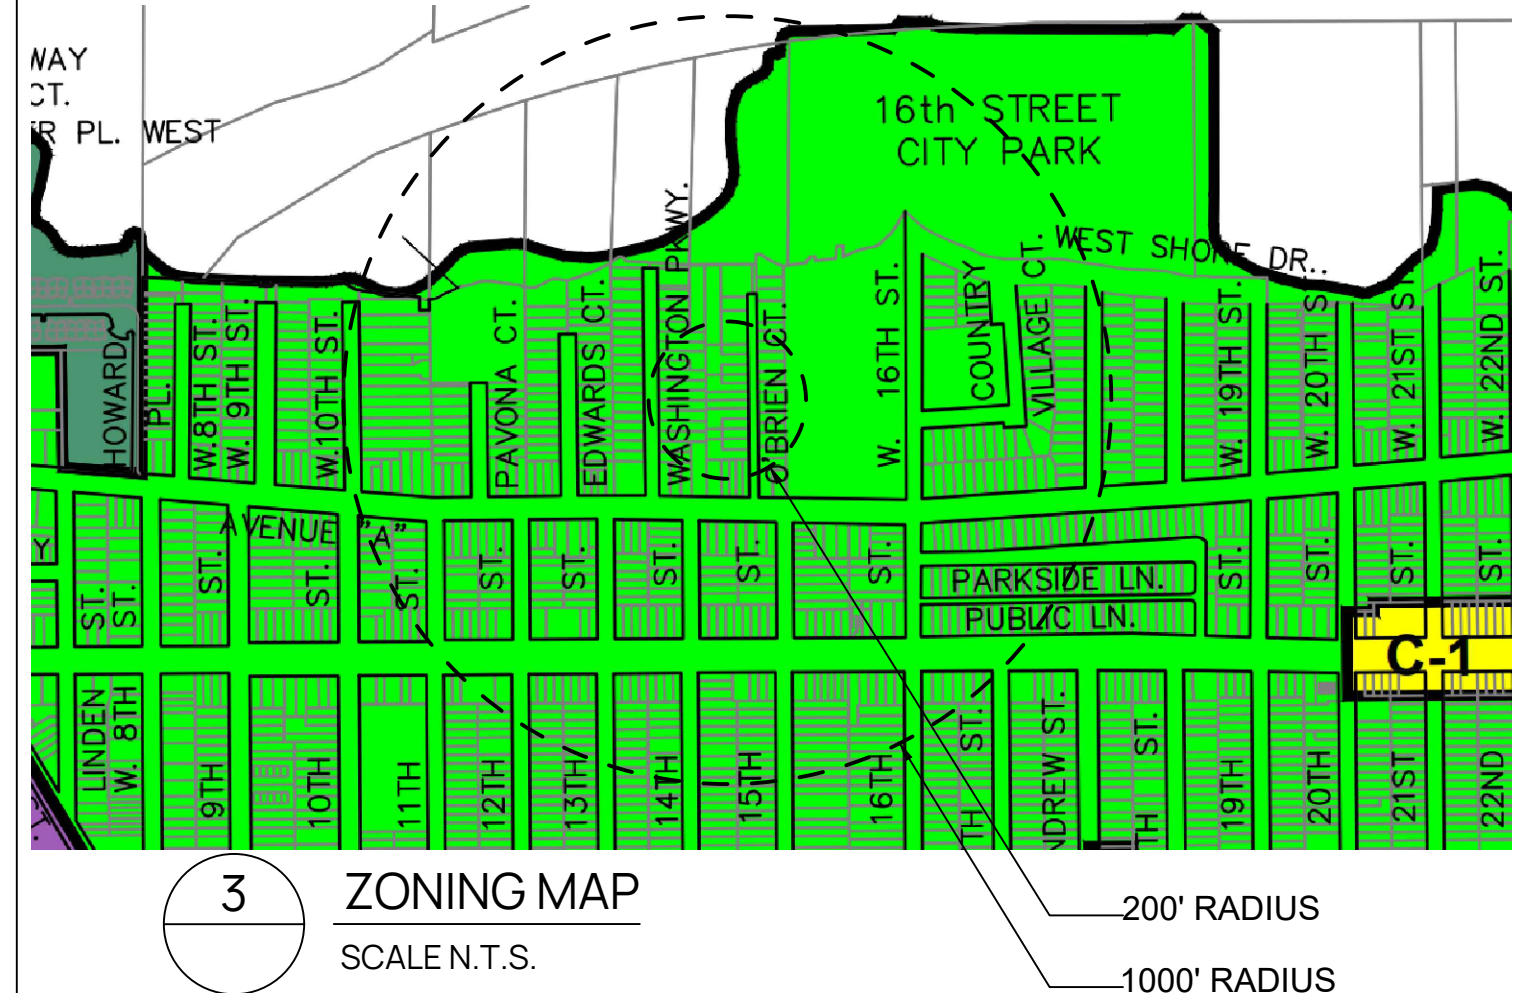 WAY
CT.
ER PL. WEST
16th STREET
CITY PARK
WEST SHORE DR..
HOWARD
PL.
W.8TH ST.
W. 9TH ST.
W.10TH ST.
PAVONA CT.
EDWARDS CT.
WASHINGTON PKWY.
O'BRIEN CT.
W. 16TH ST.
COUNTRY
VILLAGE CT.
W. 19TH ST.
W. 20TH S
W. 21ST ST
W. 22ND ST.
AVENUE "A"
Y
ST.
ST.
ST.
ST.
ST.
ST.
ST.
ST.
ST.
ST.
PARKSIDE LN.
PUBLIC LN.
ST.
ST.
ST.
ST.
C-1
LINDEN
W. 8TH
9TH
10TH
11TH
12TH
13TH
14TH
15TH
16TH
TH ST.
NDREW ST.
TH ST.
19TH
20TH
21ST
22ND
3
ZONING MAP
SCALE N.T.S.
200' RADIUS
1000' RADIUS